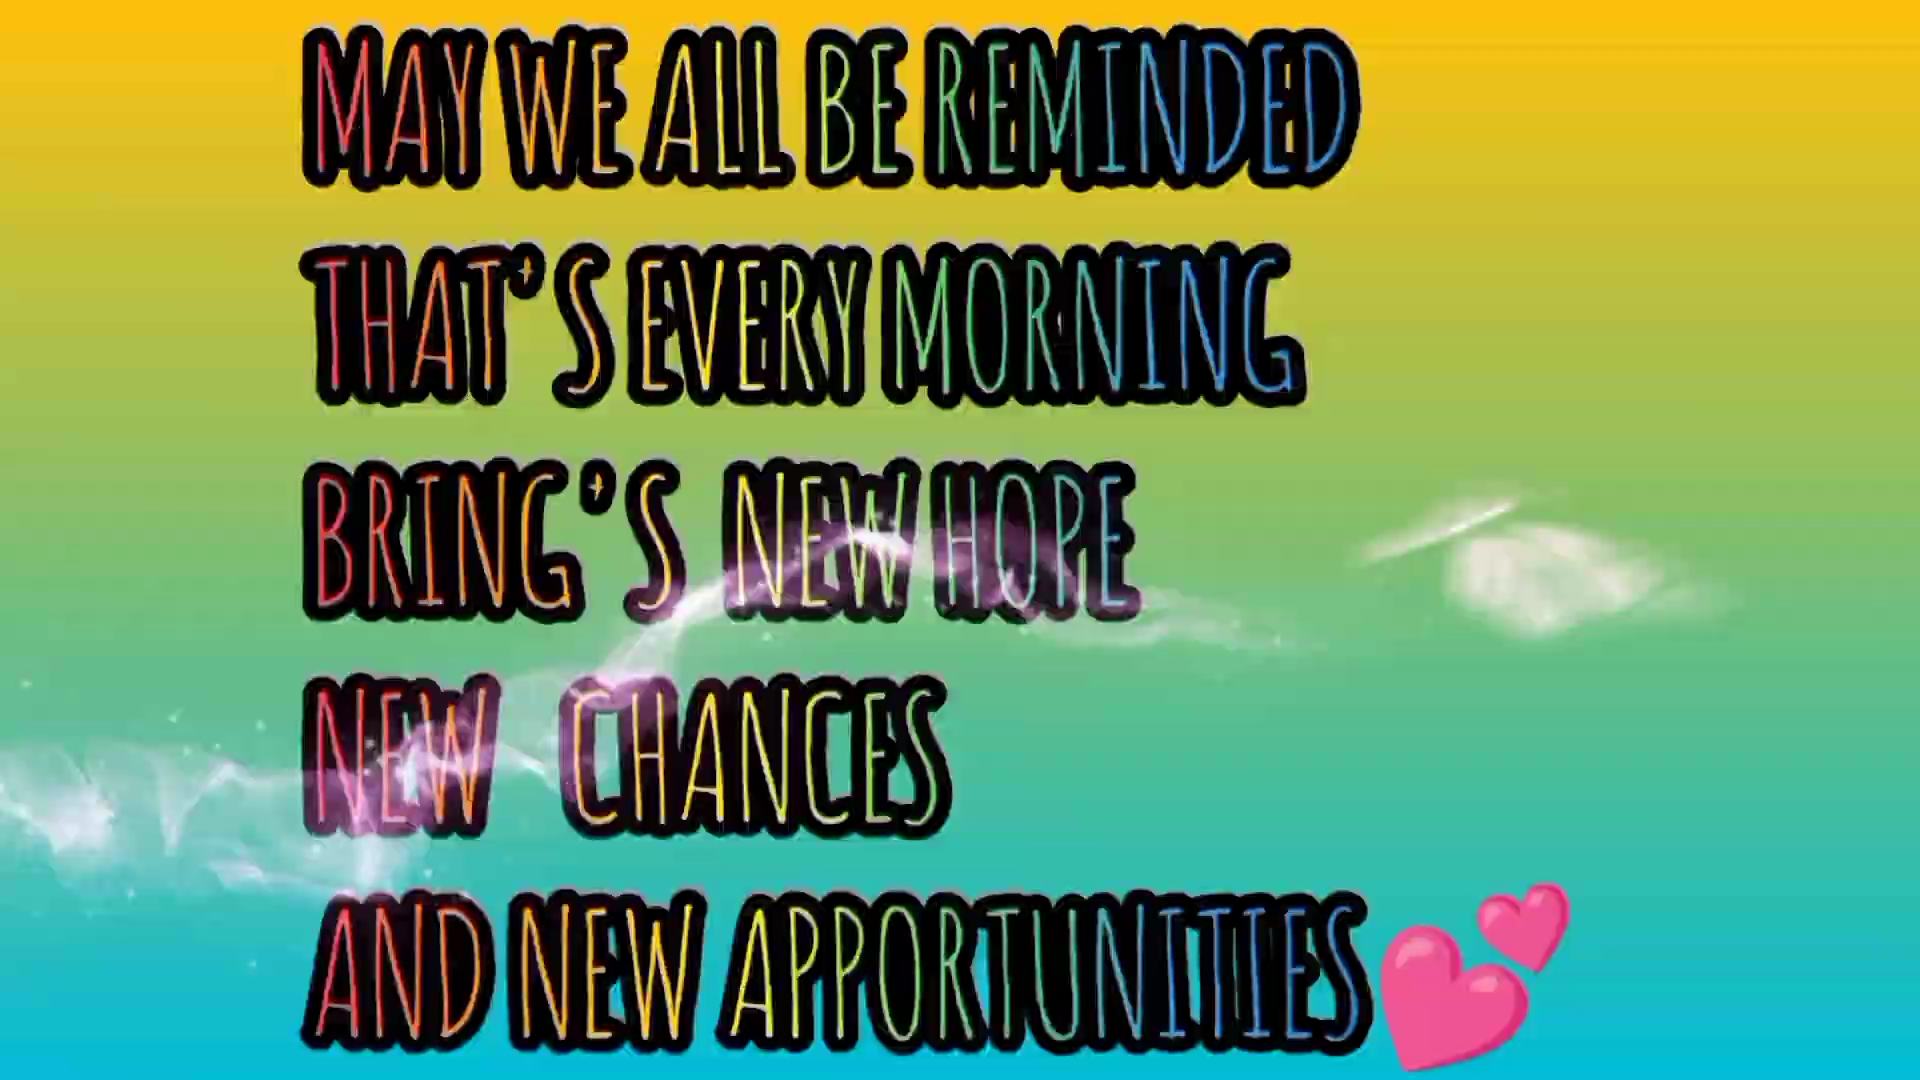 MAY WE ALL BE REMINDED
THAT'S EVERY MORNING
BRING'S NEW HOPE
NEW CHANCES
AND NEW APPORTUNITIES💕